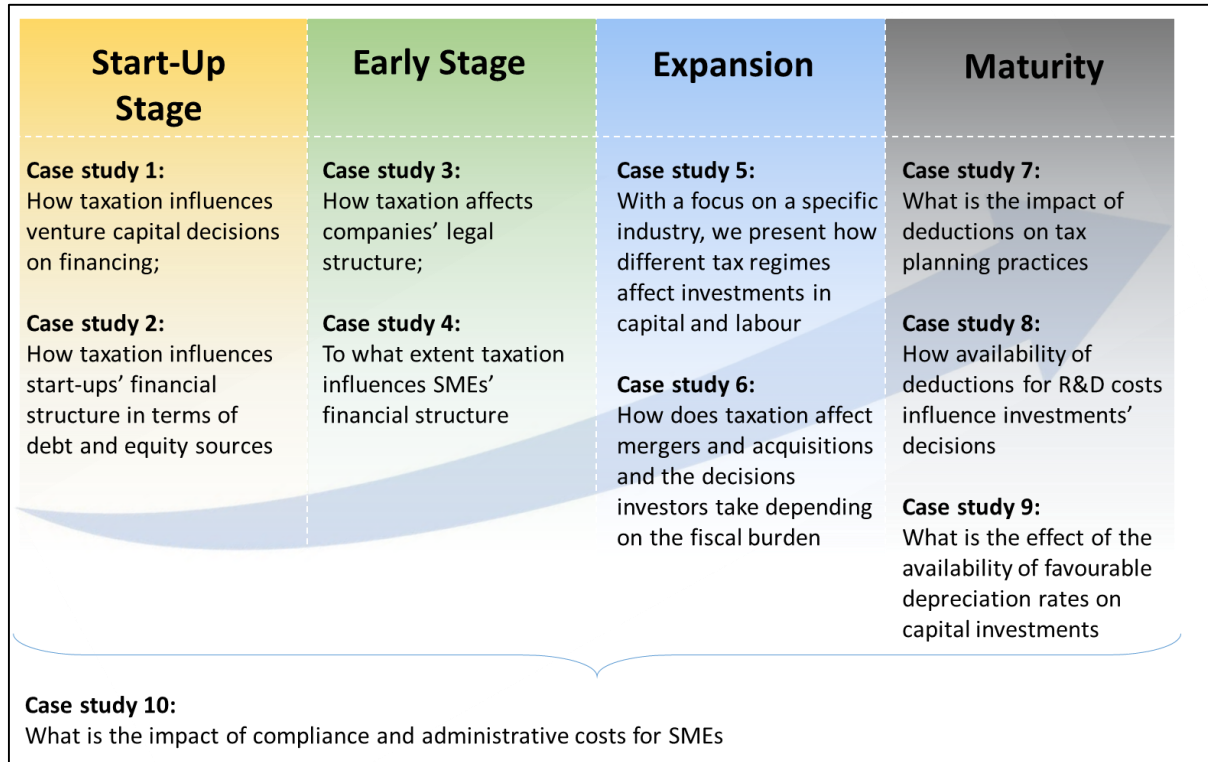 Start-Up
Stage
Early Stage
Expansion
Maturity
Case study 1:
How taxation influences
venture capital decisions
on financing;
Case study 2:
How taxation influences
start-ups’ financial
structure in terms of
debt and equity sources
Case study 3:
How taxation affects
companies’ legal
structure;
Case study 4:
To what extent taxation
influences SMEs’
financial structure
Case study 5:
With a focus on a specific
industry, we present how
different tax regimes
affect investments in
capital and labour
Case study 6:
How does taxation affect
mergers and acquisitions
and the decisions
investors take depending
on the fiscal burden
Case study 7:
What is the impact of
deductions on tax
planning practices
Case study 8:
How availability of
deductions for R&D costs
influence investments’
decisions
Case study 9:
What is the effect of the
availability of favourable
depreciation rates on
capital investments
Case study 10:
What is the impact of compliance and administrative costs for SMEs